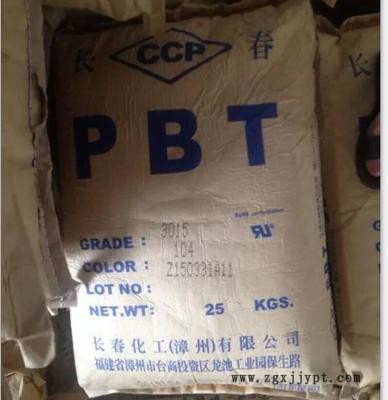 长 CCP 春
PBT
RoHS
GRADE: 3015
104
COLOR: Z150331A11
LOT NO:
NET.WT: 25 KGS.
长春化工(漳州)有限公司
福建省漳州市台商投资区龙池工业园保生路
www.zgxjjypt.com